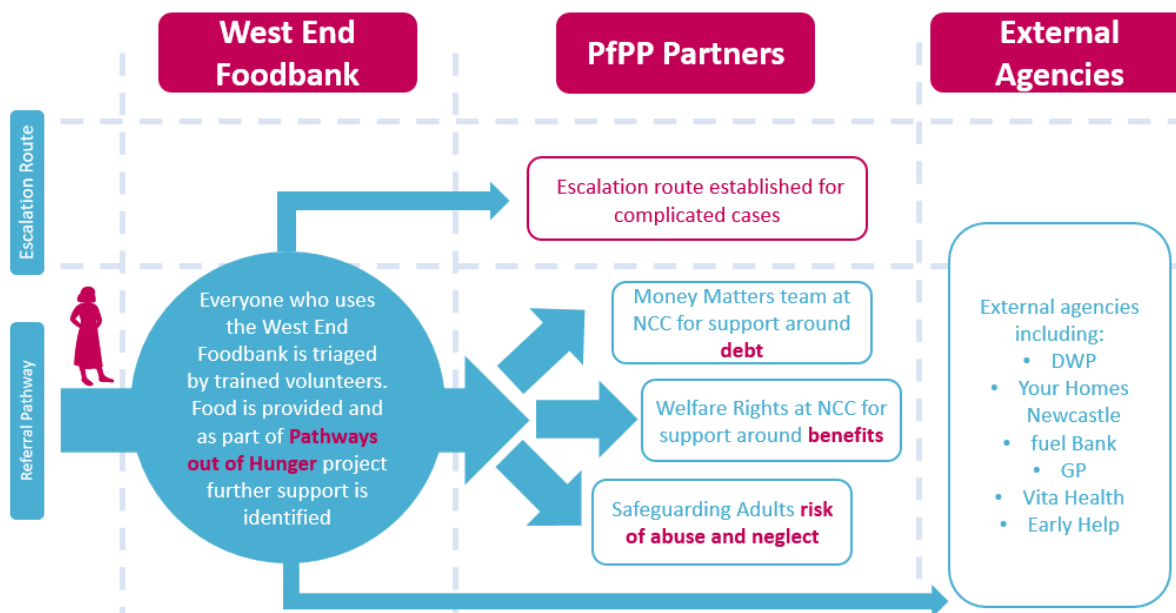 West End
Foodbank
PfPP Partners
External
Agencies
Escalation Route
Escalation route established for
complicated cases
Referral Pathway
Everyone who uses
the West End
Foodbank is triaged
by trained volunteers.
Food is provided and
as part of Pathways
out of Hunger project
further support is
identified
Money Matters team at
NCC for support around
debt
Welfare Rights at NCC for
support around benefits
Safeguarding Adults risk
of abuse and neglect
External agencies
including:
• DWP
• Your Homes
Newcastle
• fuel Bank
• GP
• Vita Health
• Early Help